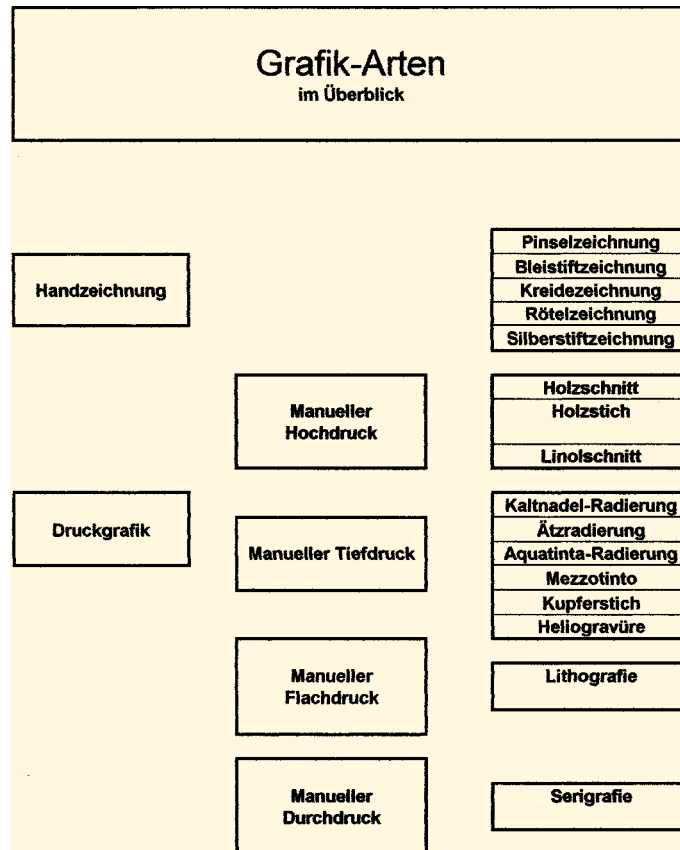 Grafik-Arten
im Überblick
Handzeichnung
Pinselzeichnung
Bleistiftzeichnung
Kreidezeichnung
Rötelzeichnung
Silberstiftzeichnung
Druckgrafik
Manueller
Hochdruck
Holzschnitt
Holzstich
Linolschnitt
Manueller Tiefdruck
Kaltnadel-Radierung
Ätzradierung
Aquatinta-Radierung
Mezzotinto
Kupferstich
Heliogravüre
Manueller
Flachdruck
Lithografie
Manueller
Durchdruck
Serigrafie